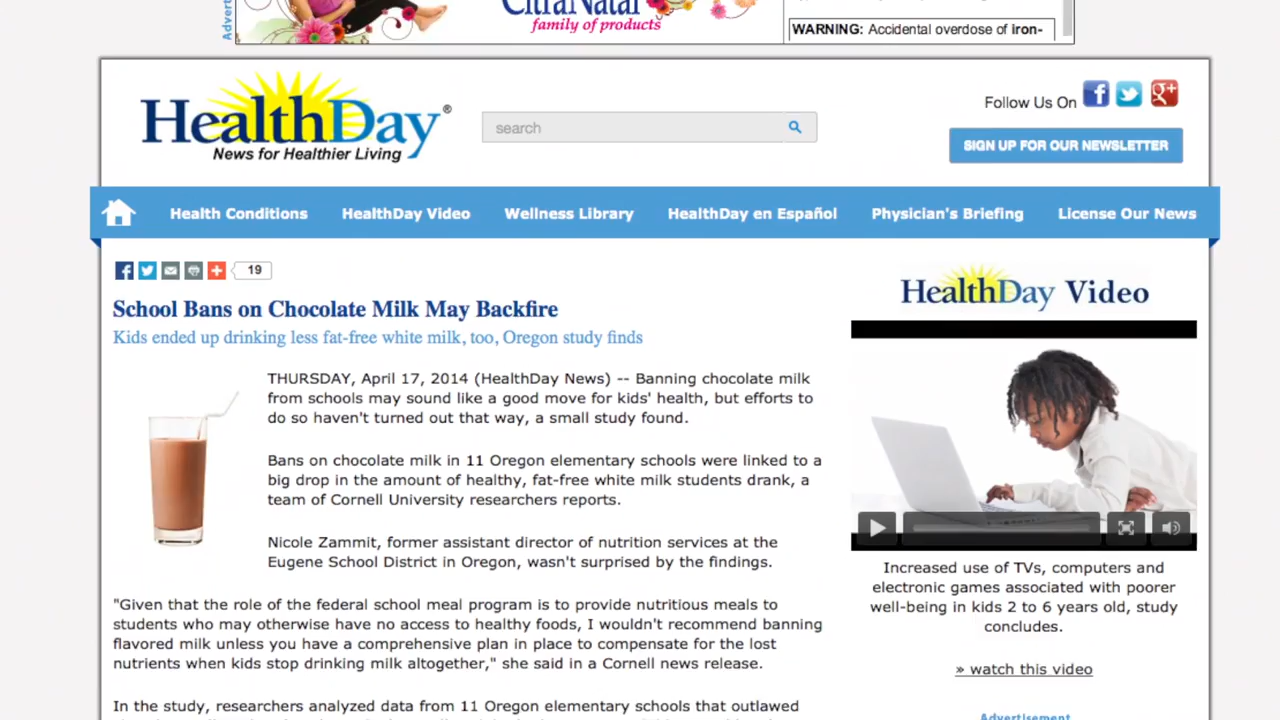 Advert
CitraNatal
family of products
WARNING: Accidental overdose of iron-
HealthDay®
News for Healthier Living
search
Follow Us On
SIGN UP FOR OUR NEWSLETTER
Health Conditions
HealthDay Video
Wellness Library
HealthDay en Español
Physician's Briefing
License Our News
19
School Bans on Chocolate Milk May Backfire
Kids ended up drinking less fat-free white milk, too, Oregon study finds
THURSDAY, April 17, 2014 (HealthDay News) -- Banning chocolate milk
from schools may sound like a good move for kids' health, but efforts to
do so haven't turned out that way, a small study found.
Bans on chocolate milk in 11 Oregon elementary schools were linked to a
big drop in the amount of healthy, fat-free white milk students drank, a
team of Cornell University researchers reports.
Nicole Zammit, former assistant director of nutrition services at the
Eugene School District in Oregon, wasn't surprised by the findings.
"Given that the role of the federal school meal program is to provide nutritious meals to
students who may otherwise have no access to healthy foods, I wouldn't recommend banning
flavored milk unless you have a comprehensive plan in place to compensate for the lost
nutrients when kids stop drinking milk altogether," she said in a Cornell news release.
In the study, researchers analyzed data from 11 Oregon elementary schools that outlawed
HealthDay Video
Increased use of TVs, computers and
electronic games associated with poorer
well-being in kids 2 to 6 years old, study
concludes.
» watch this video
Advertisement